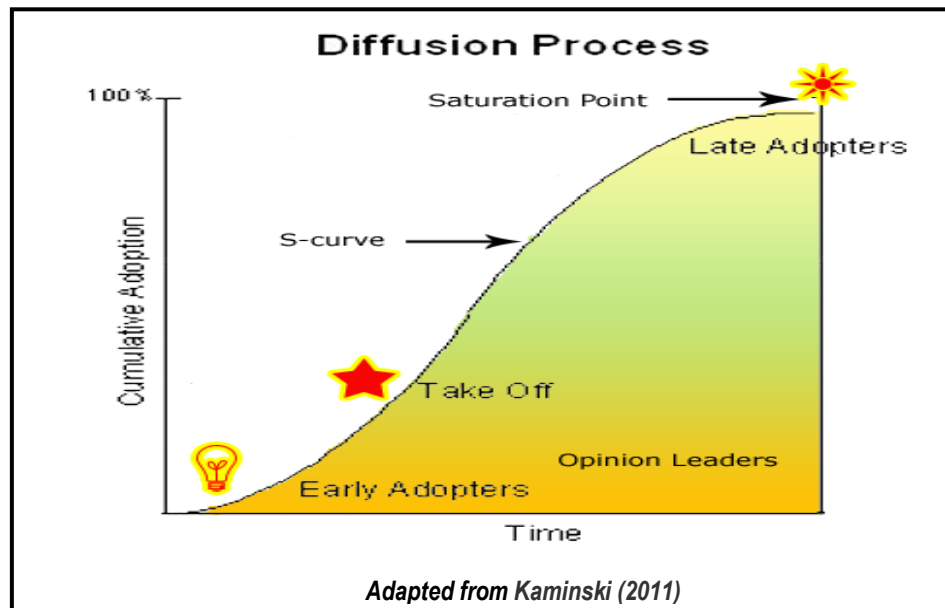 Diffusion Process
100%
Saturation Point
Late Adopters
S-curve
Cumulative Adoption
Take Off
Opinion Leaders
Early Adopters
Time
Adapted from Kaminski (2011)